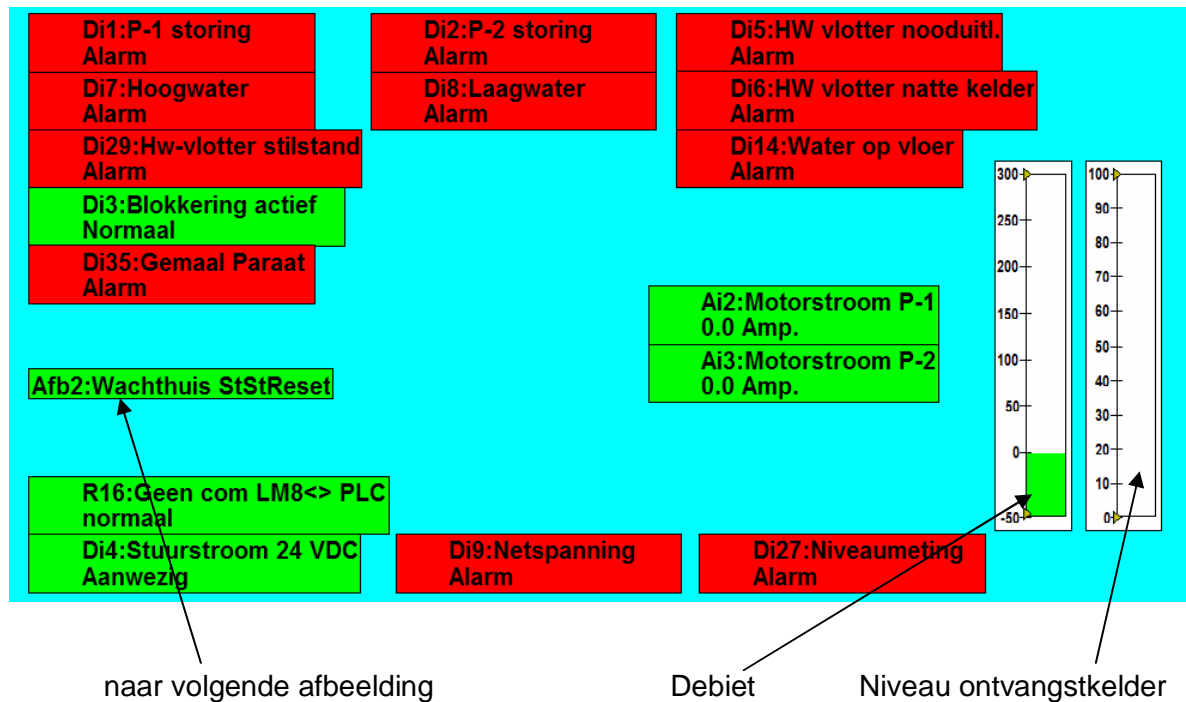 Di1:P-1 storing
Alarm
Di2:P-2 storing
Alarm
Di5:HW vlotter nooduitl.
Alarm
Di7:Hoogwater
Alarm
Di8:Laagwater
Alarm
Di6:HW vlotter natte kelder
Alarm
Di29:Hw-vlotter stilstand
Alarm
Di14:Water op vloer
Alarm
Di3:Blokkering actief
Normaal
Di35:Gemaal Paraat
Alarm
Ai2:Motorstroom P-1
0.0 Amp.
Ai3:Motorstroom P-2
0.0 Amp.
Afb2:Wachthuis StStReset
300
250
200
150
100
50
0
-50
100
90
80
70
60
50
40
30
20
10
0
R16:Geen com LM8<> PLC
normaal
Di4:Stuurstroom 24 VDC
Aanwezig
Di9:Netspanning
Alarm
Di27:Niveaumeting
Alarm
naar volgende afbeelding
Debiet
Niveau ontvangstkelder